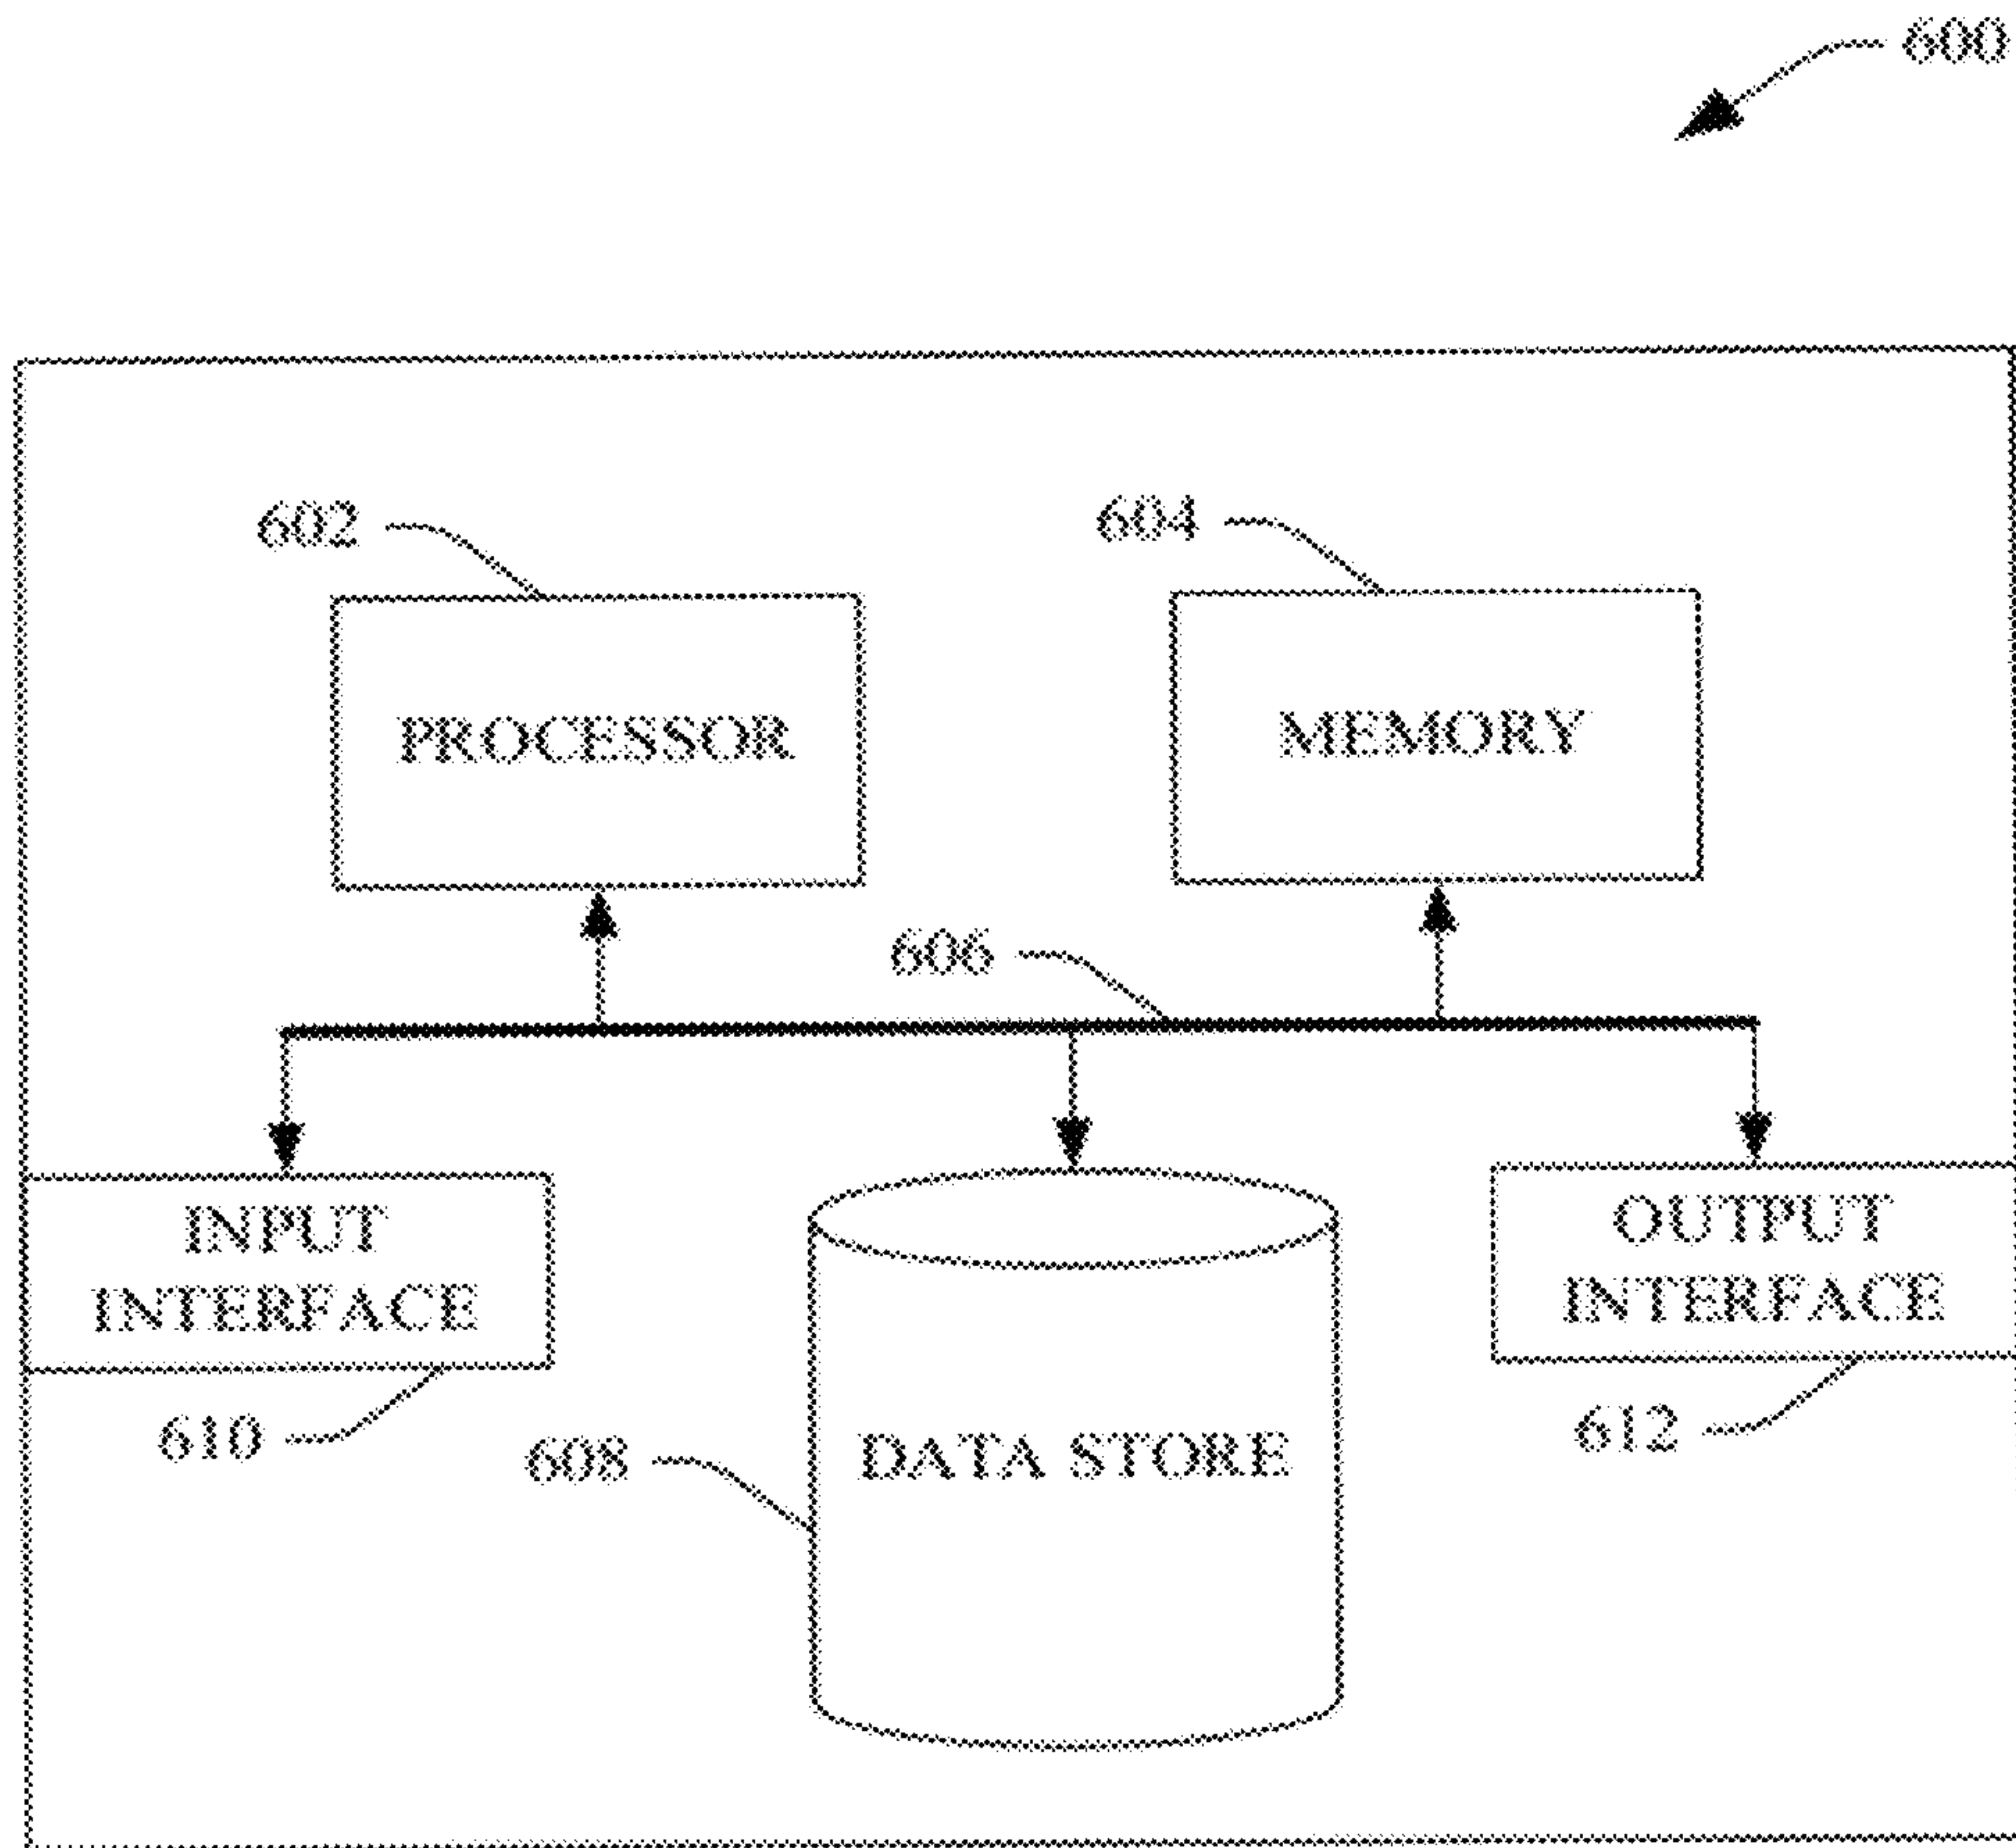 600
602
604
PROCESSOR
MEMORY
606
INPUT
INTERFACE
OUTPUT
INTERFACE
610
608
DATA STORE
612